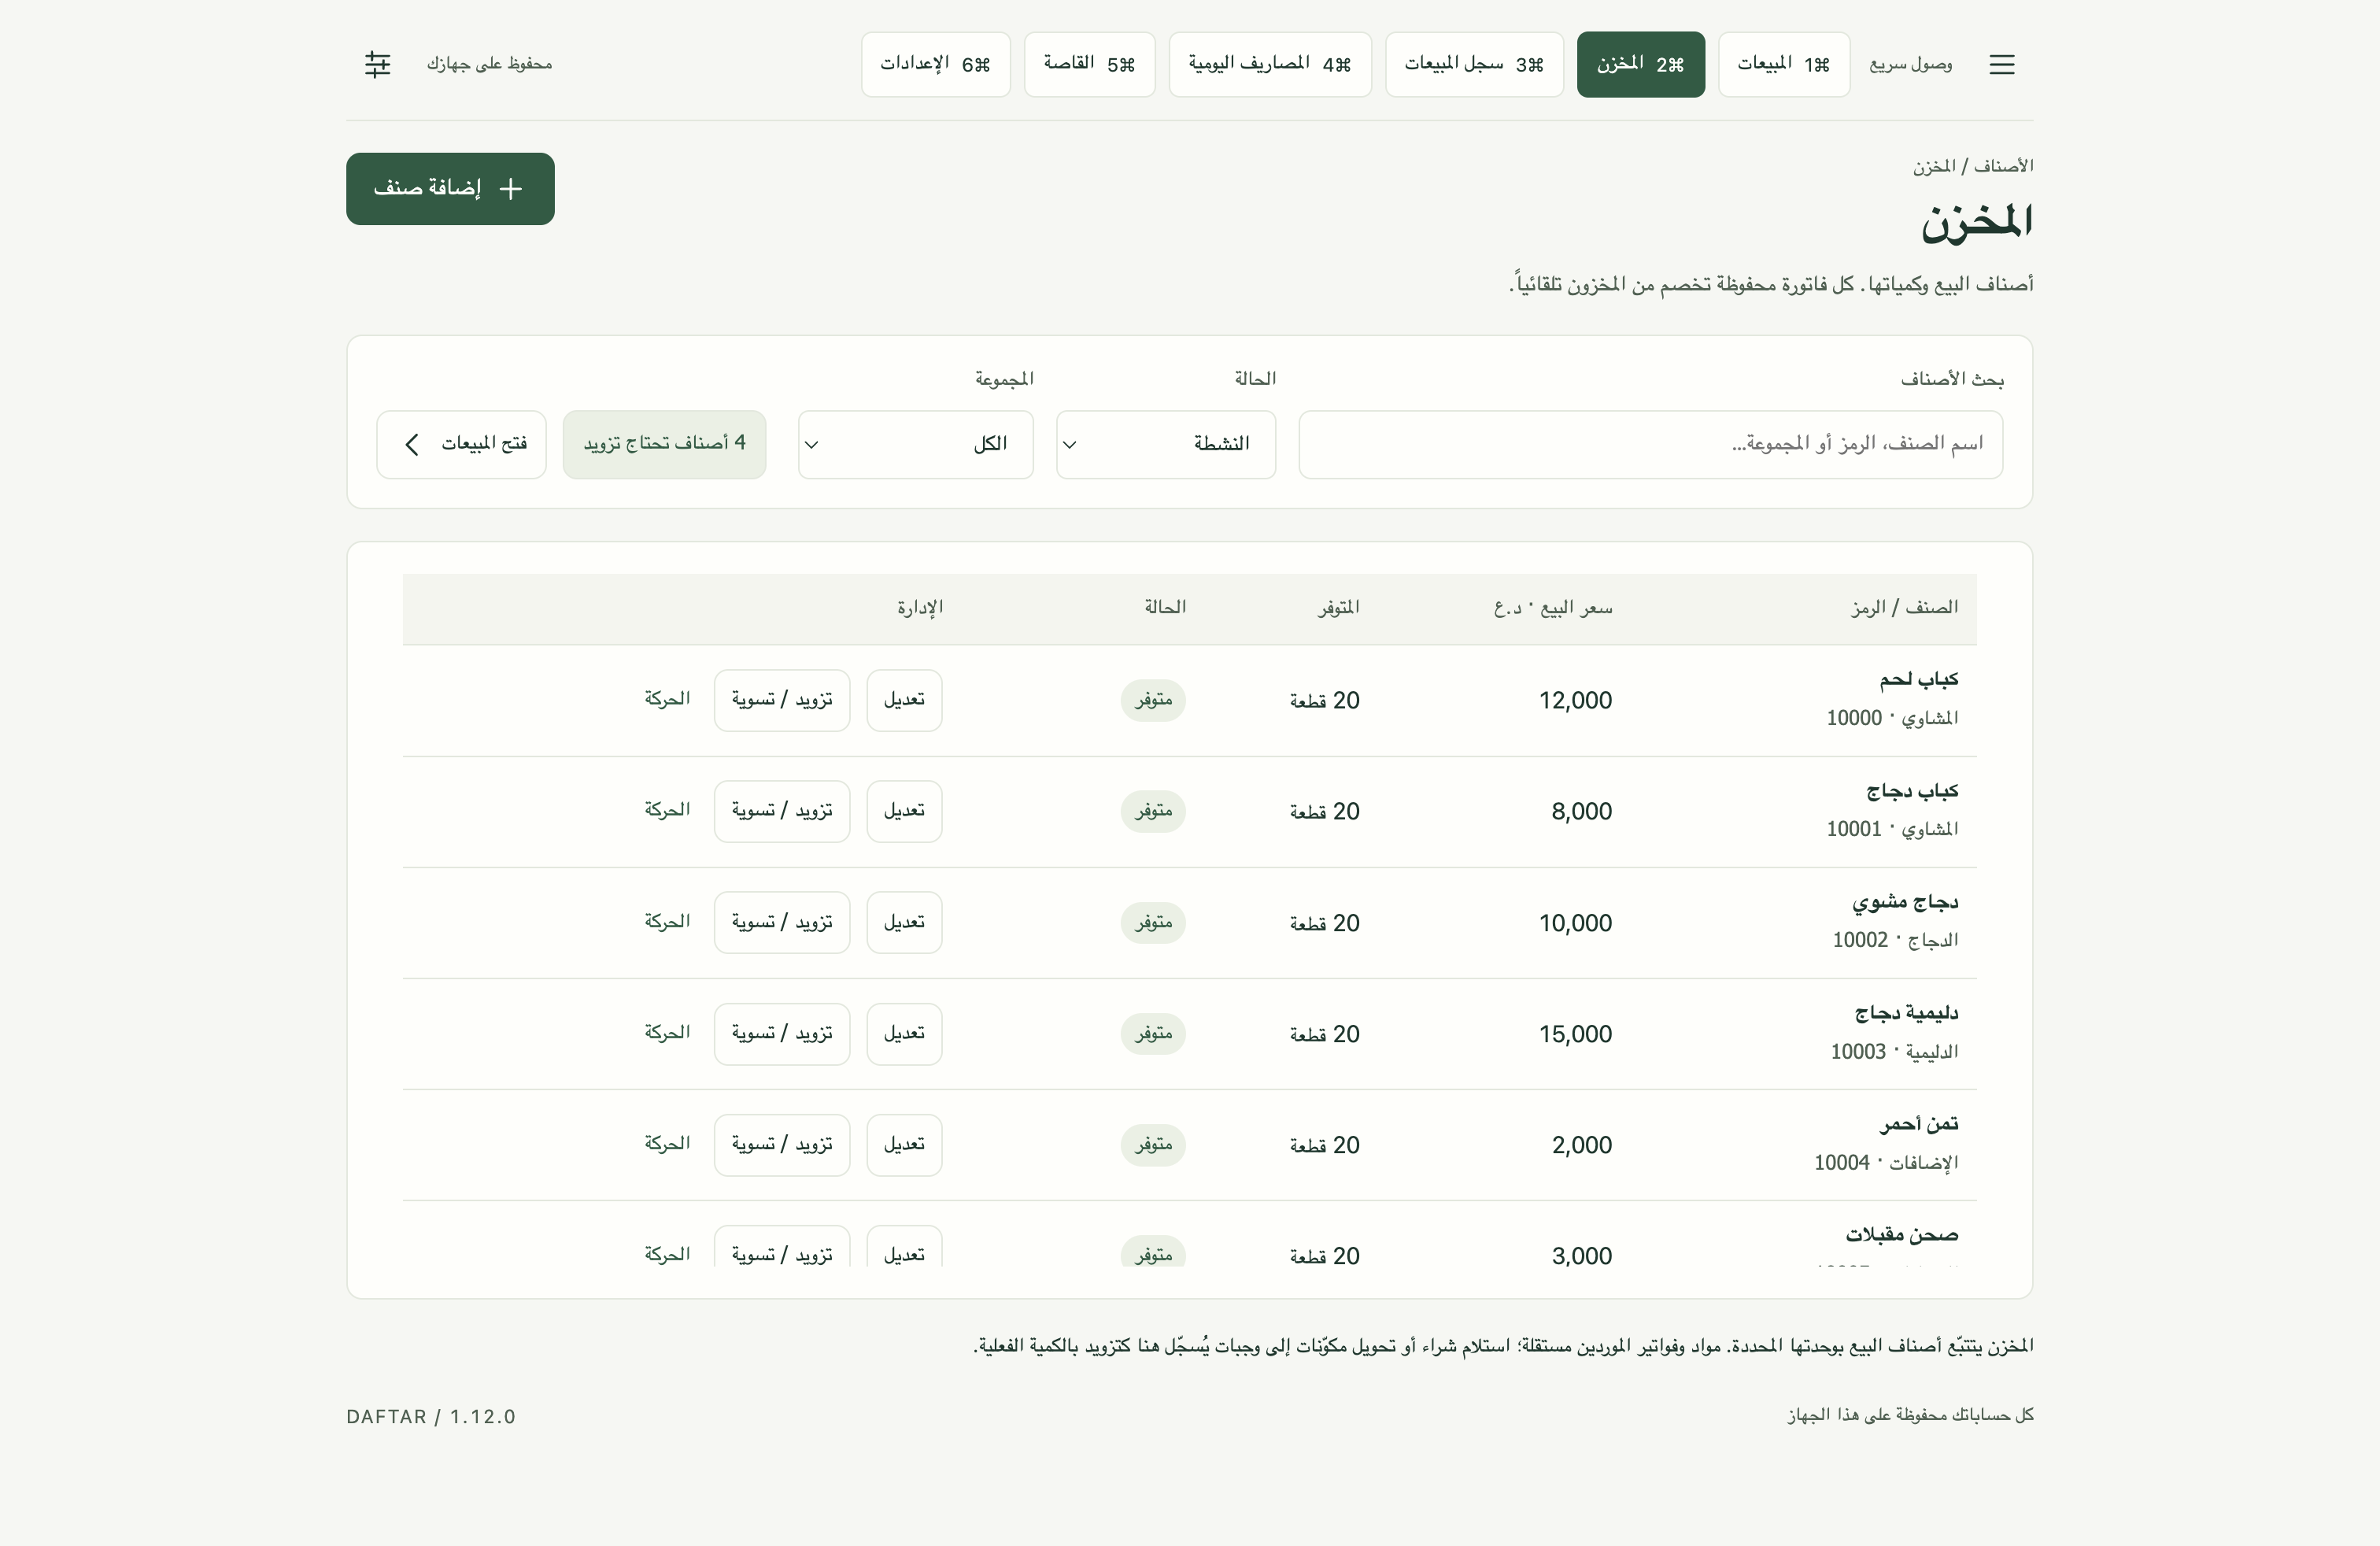 وصول سريع
⌘1 المبيعات
⌘2 المخزن
⌘3 سجل المبيعات
⌘4 المصاريف اليومية
⌘5 القاصة
⌘6 الإعدادات
محفوظ على جهازك
الأصناف / المخزن
المخزن
إضافة صنف
أصناف البيع وكمياتها. كل فاتورة محفوظة تخصم من المخزون تلقائياً.
بحث الأصناف
الحالة
المجموعة
اسم الصنف، الرمز أو المجموعة...
النشطة
الكل
4 أصناف تحتاج تزويد
فتح المبيعات
الصنف / الرمز
سعر البيع · د.ع
المتوفر
الحالة
الإدارة
كباب لحم
المشاوي · 10000
12,000
20 قطعة
متوفر
تعديل
تزويد / تسوية
الحركة
كباب دجاج
المشاوي · 10001
8,000
20 قطعة
متوفر
تعديل
تزويد / تسوية
الحركة
دجاج مشوي
الدجاج · 10002
10,000
20 قطعة
متوفر
تعديل
تزويد / تسوية
الحركة
دليمية دجاج
الدليمية · 10003
15,000
20 قطعة
متوفر
تعديل
تزويد / تسوية
الحركة
تمن أحمر
الإضافات · 10004
2,000
20 قطعة
متوفر
تعديل
تزويد / تسوية
الحركة
صحن مقبلات
3,000
20 قطعة
متوفر
تعديل
تزويد / تسوية
الحركة
المخزن يتتبّع أصناف البيع بوحدتها المحددة. مواد وفواتير الموردين مستقلة؛ استلام شراء أو تحويل مكوّنات إلى وجبات يُسجّل هنا كتزويد بالكمية الفعلية.
كل حساباتك محفوظة على هذا الجهاز
DAFTAR / 1.12.0